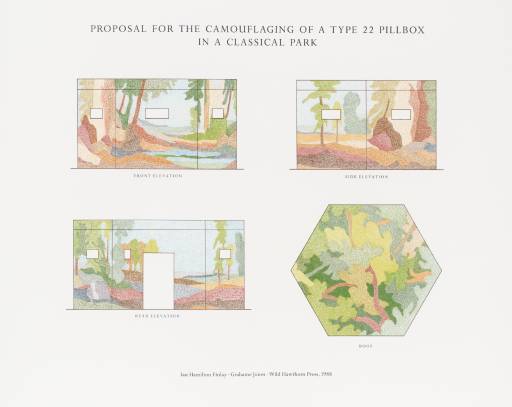 PROPOSAL FOR THE CAMOUFLAGING OF A TYPE 22 PILLBOX
IN A CLASSICAL PARK
FRONT ELEVATION
SIDE ELEVATION
REAR ELEVATION
ROOF
Ian Hamilton Finlay · Grahame Jones · Wild Hawthorn Press, 1988